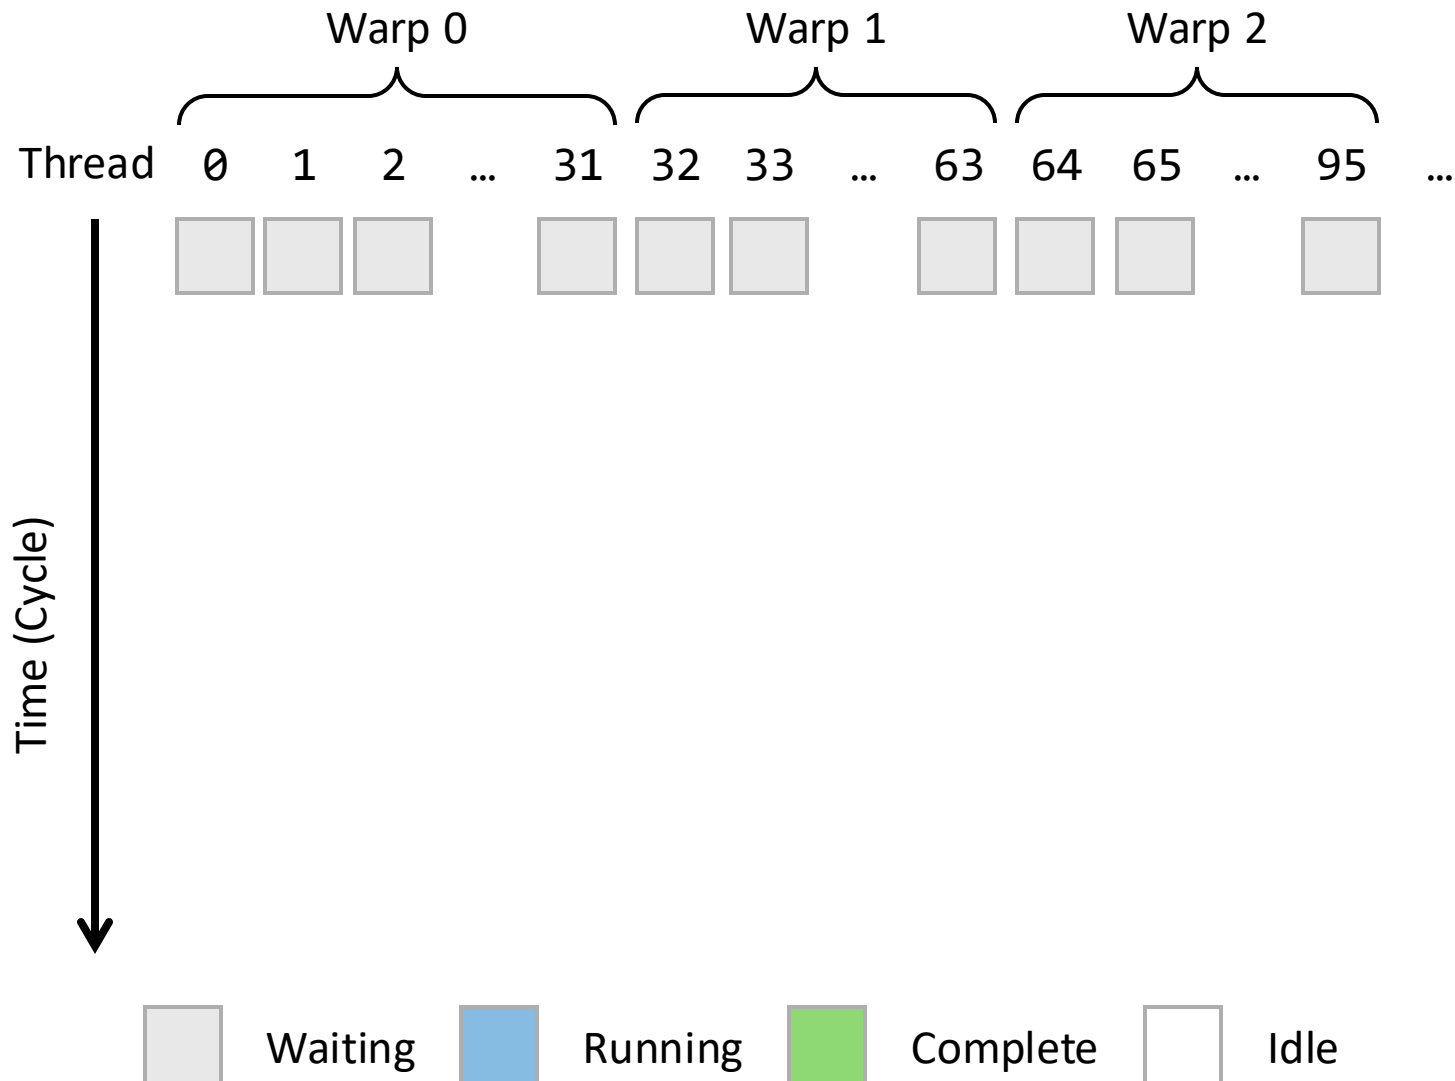 Warp 0 Warp 1 Warp 2
Thread 0 1 2 … 31 32 33 … 63 64 65 … 95 …
Time (Cycle)
Waiting Running Complete Idle